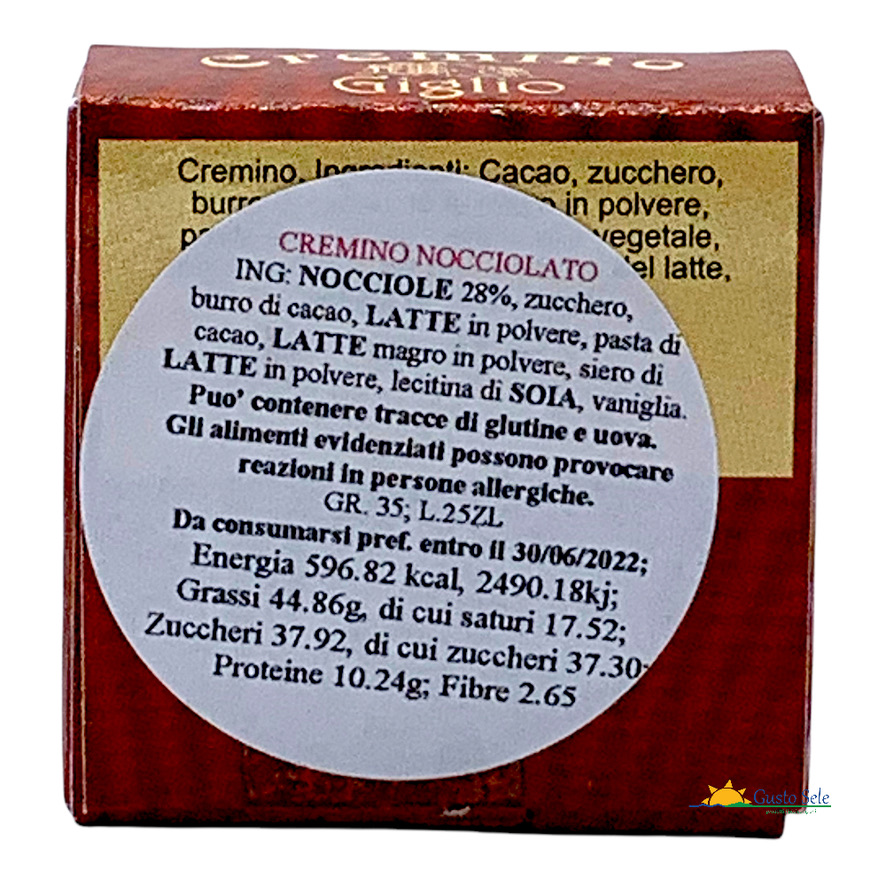 Cremino
Giglio
Cremino. Ingredienti: Cacao, zucchero,
in polvere,
vegetale,
latte,
CREMINO NOCCIOLATO
ING: NOCCIOLE 28%, zucchero,
burro di cacao, LATTE in polvere, pasta di
cacao, LATTE magro in polvere, siero di
LATTE in polvere, lecitina di SOIA, vaniglia.
Puo' contenere tracce di glutine e uova.
Gli alimenti evidenziati possono provocare
reazioni in persone allergiche.
GR. 35; L.25ZL
Da consumarsi pref. entro il 30/06/2022;
Energia 596.82 kcal, 2490.18kj;
Grassi 44.86g, di cui saturi 17.52;
Zuccheri 37.92, di cui zuccheri 37.30;
Proteine 10.24g; Fibre 2.65
Gusto Sele